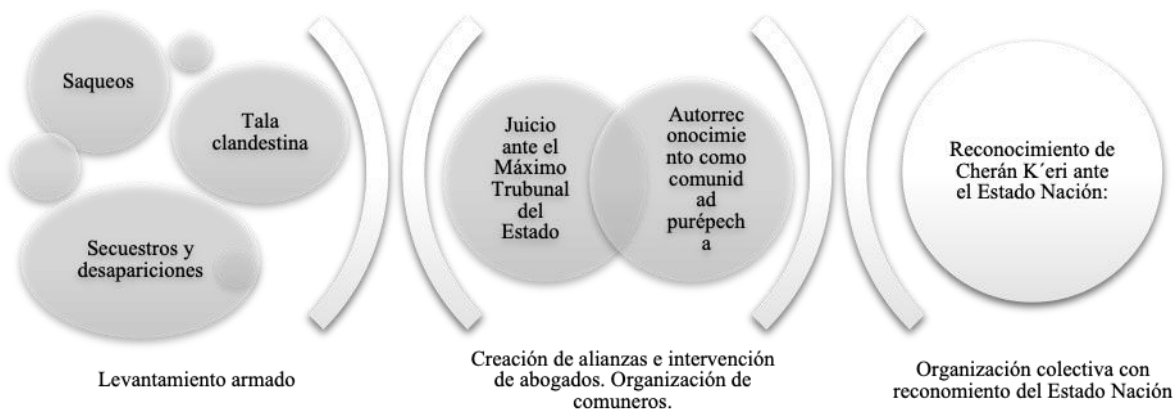 Saqueos
Tala
clandestina
Secuestros y
desapariciones
Levantamiento armado
Juicio
ante el
Máximo
Trubunal
del
Estado
Autorrec
onocimie
nto como
comunid
ad
purépech
a
Creación de alianzas e intervención
de abogados. Organización de
comuneros.
Reconocimiento de
Cherán K´eri ante
el Estado Nación:
Organización colectiva con
reconomiento del Estado Nación